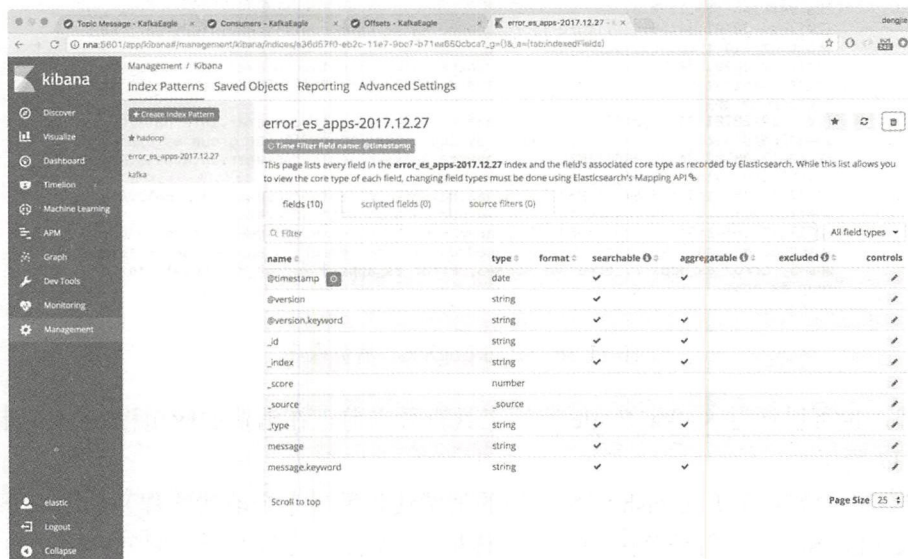 Topic Message - KafkaEagle
Consumers - KafkaEagle
Offsets - KafkaEagle
error_es_apps-2017.12.27 -
dengjie
kibana
Discover
Visualize
Dashboard
Timelion
Machine Learning
APM
Graph
Dev Tools
Monitoring
Management
elastic
Logout
Collapse
Management / Kibana
Index Patterns Saved Objects Reporting Advanced Settings
+ Create Index Pattern
★ hadoop
error_es_apps-2017.12.27
kafka
error_es_apps-2017.12.27
Time Filter field name: @timestamp
This page lists every field in the error_es_apps-2017.12.27 index and the field's associated core type as recorded by Elasticsearch. While this list allows you
to view the core type of each field, changing field types must be done using Elasticsearch's Mapping API
fields (10) scripted fields (0) source filters (0)
Filter
All field types
name type format searchable aggregatable excluded controls
@timestamp date ✔ ✔
@version string ✔
@version.keyword string ✔ ✔
_id string ✔ ✔
_index string ✔ ✔
_score number
_source _source
_type string ✔ ✔
message string ✔
message.keyword string ✔ ✔
Scroll to top
Page Size 25